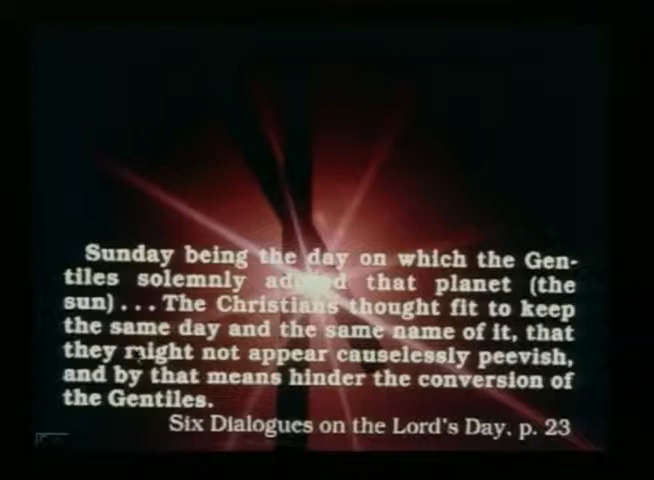 Sunday being the day on which the Gen-
tiles solemnly adored that planet (the
sun) . . . The Christians thought fit to keep
the same day and the same name of it, that
they might not appear causelessly peevish,
and by that means hinder the conversion of
the Gentiles.
Six Dialogues on the Lord's Day, p. 23